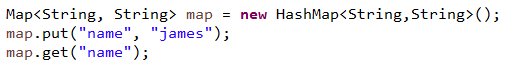 Map<String, String> map = new HashMap<String,String>();
map.put("name", "james");
map.get("name");